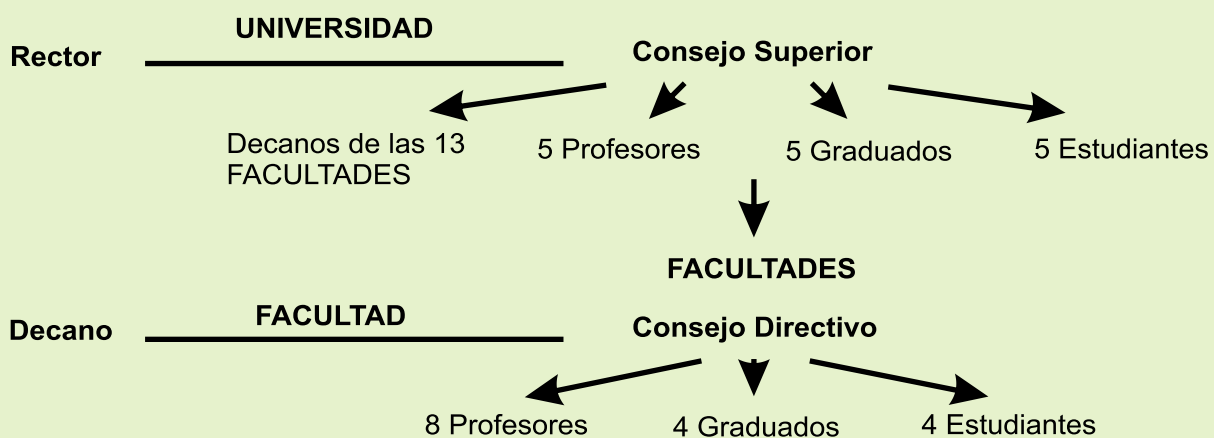 UNIVERSIDAD
Rector
Consejo Superior
Decanos de las 13
FACULTADES
5 Profesores
5 Graduados
5 Estudiantes
FACULTADES
FACULTAD
Decano
Consejo Directivo
8 Profesores
4 Graduados
4 Estudiantes